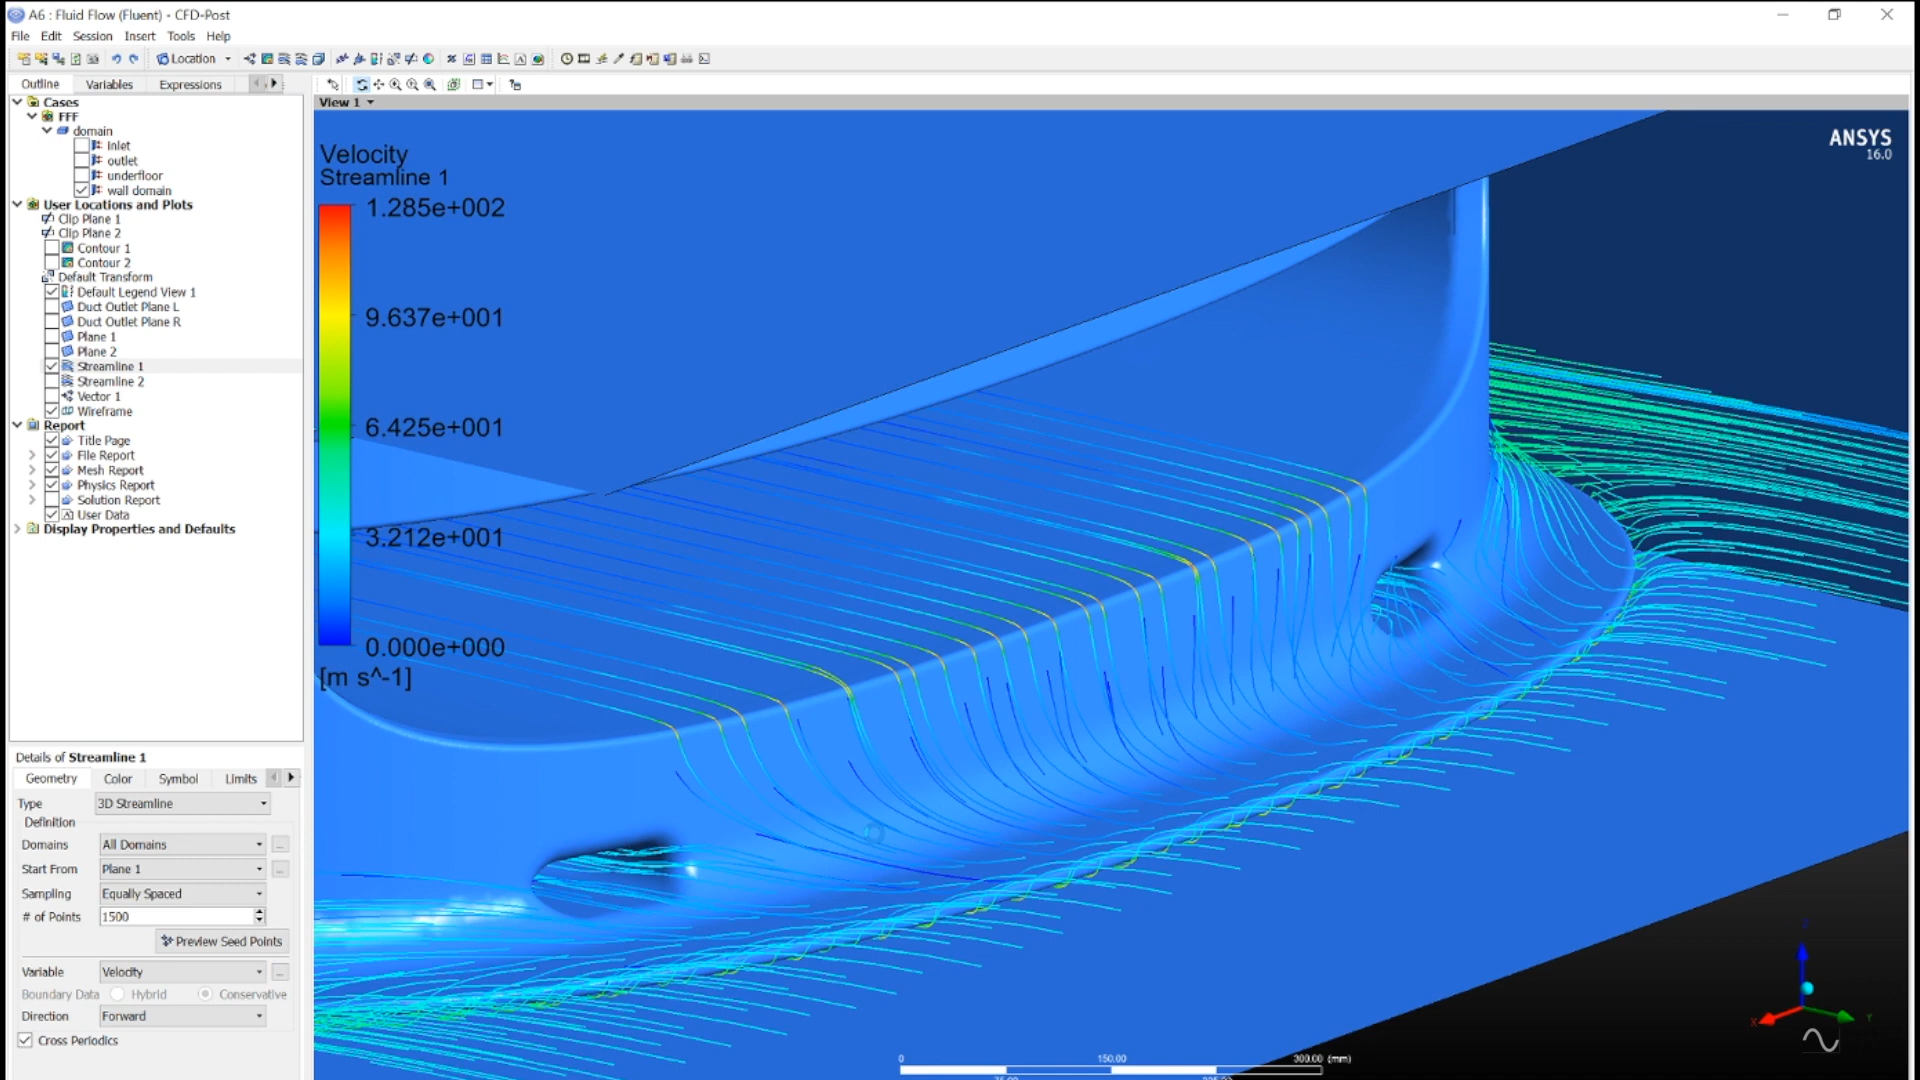 A6 : Fluid Flow (Fluent) - CFD-Post
File Edit Session Insert Tools Help
Location
Outline Variables Expressions
View 1
Cases
FFF
domain
inlet
outlet
underfloor
wall domain
User Locations and Plots
Clip Plane 1
Clip Plane 2
Contour 1
Contour 2
Default Transform
Default Legend View 1
Duct Outlet Plane L
Duct Outlet Plane R
Plane 1
Plane 2
Streamline 1
Streamline 2
Vector 1
Wireframe
Report
Title Page
File Report
Mesh Report
Physics Report
Solution Report
User Data
Display Properties and Defaults
Details of Streamline 1
Geometry Color Symbol Limits
Type 3D Streamline
Definition
Domains All Domains ...
Start From Plane 1 ...
Sampling Equally Spaced
# of Points 1500
Preview Seed Points
Variable Velocity ...
Boundary Data Hybrid Conservative
Direction Forward
Cross Periodics
Velocity
Streamline 1
1.285e+002
9.637e+001
6.425e+001
3.212e+001
0.000e+000
[m s^-1]
ANSYS
16.0
X Y
0 150.00 300.00 (mm)